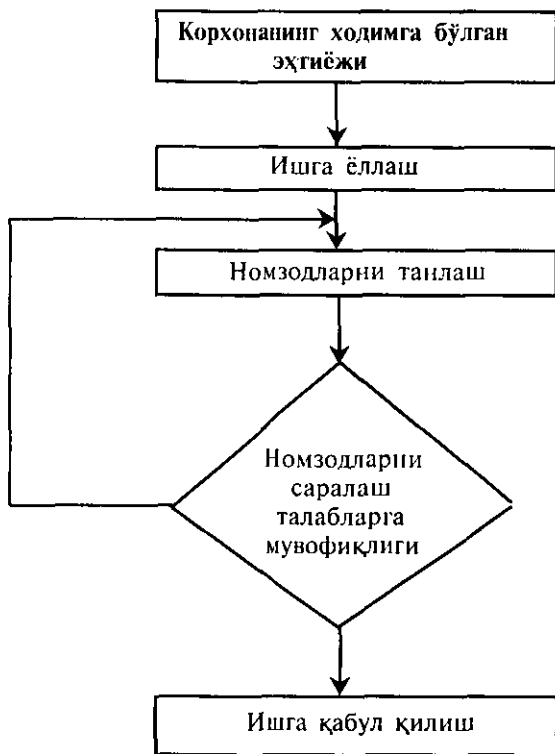 Корхонанинг ходимга бўлган
эҳтиёжи
Ишга ёллаш
Номзодларни танлаш
Номзодларни
саралаш
талабларга
мувофиқлиги
Ишга қабул қилиш